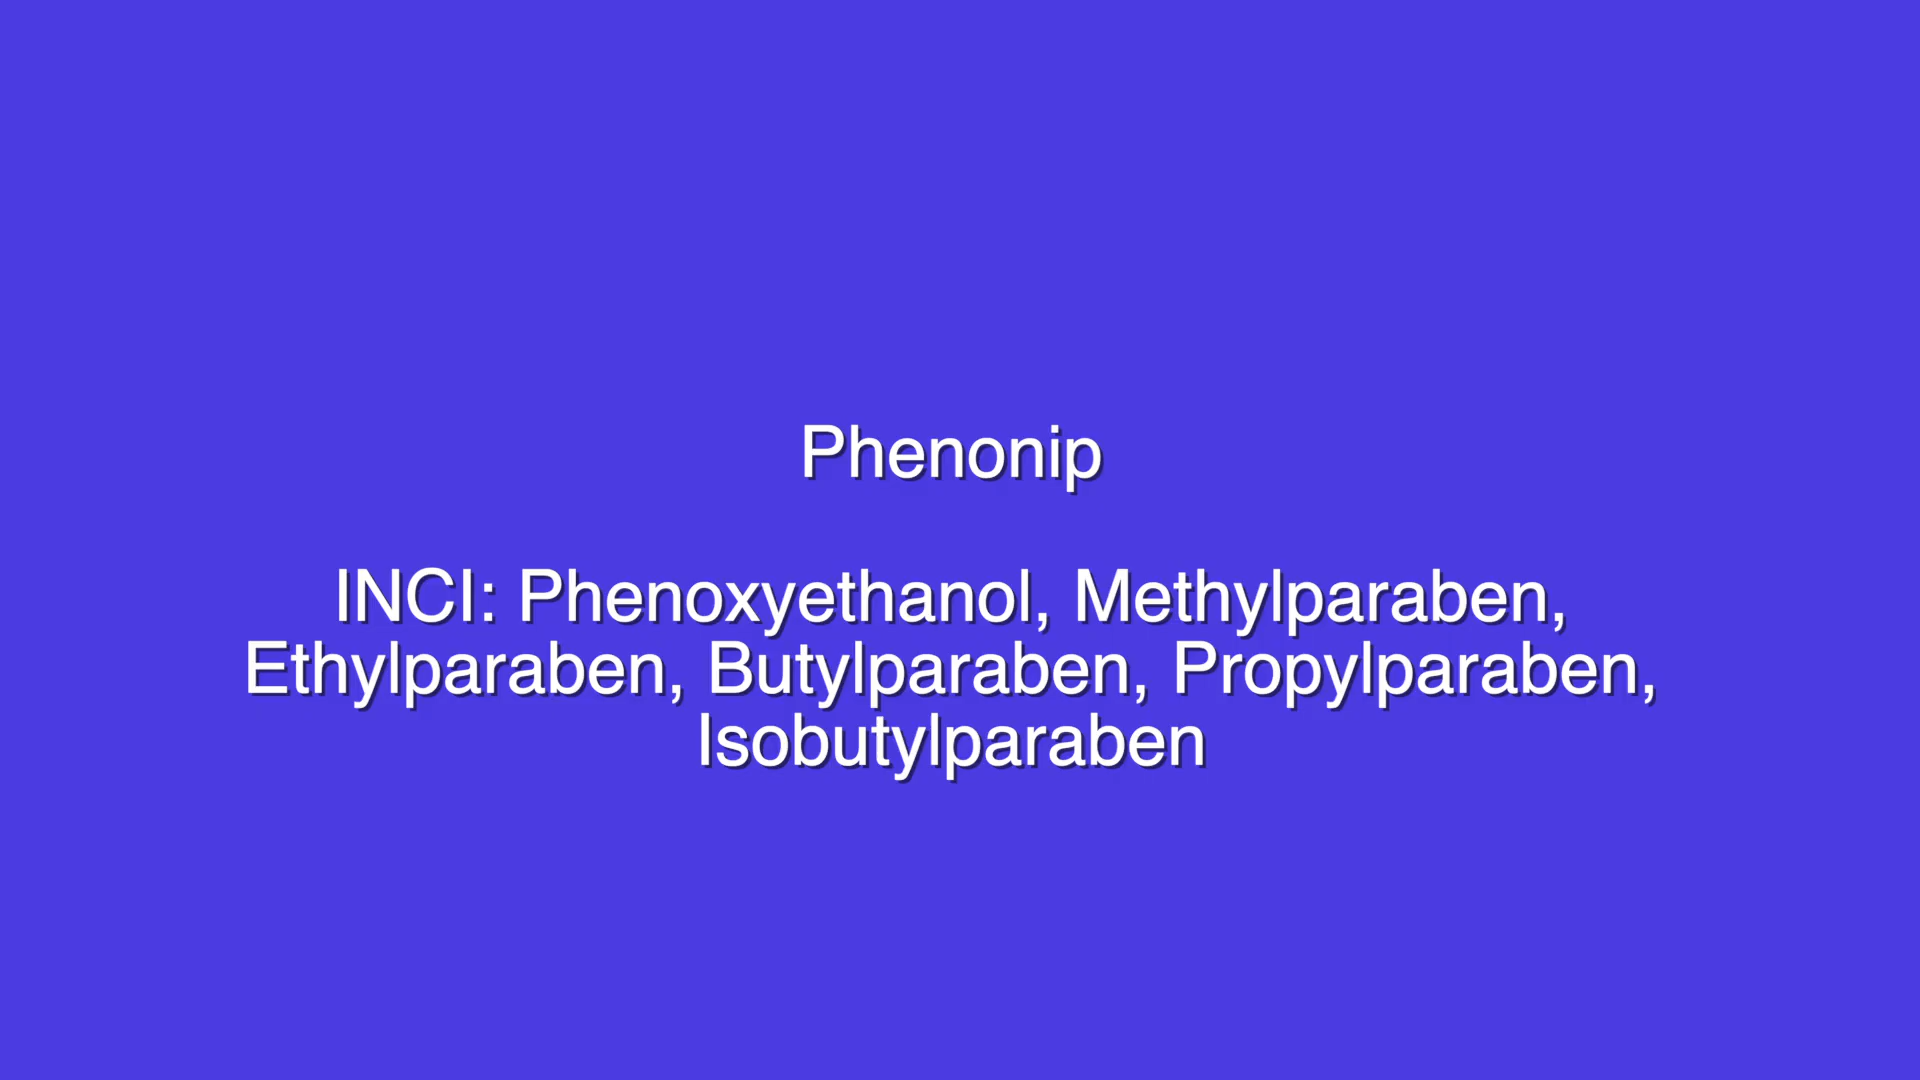 Phenonip
INCI: Phenoxyethanol, Methylparaben,
Ethylparaben, Butylparaben, Propylparaben,
Isobutylparaben